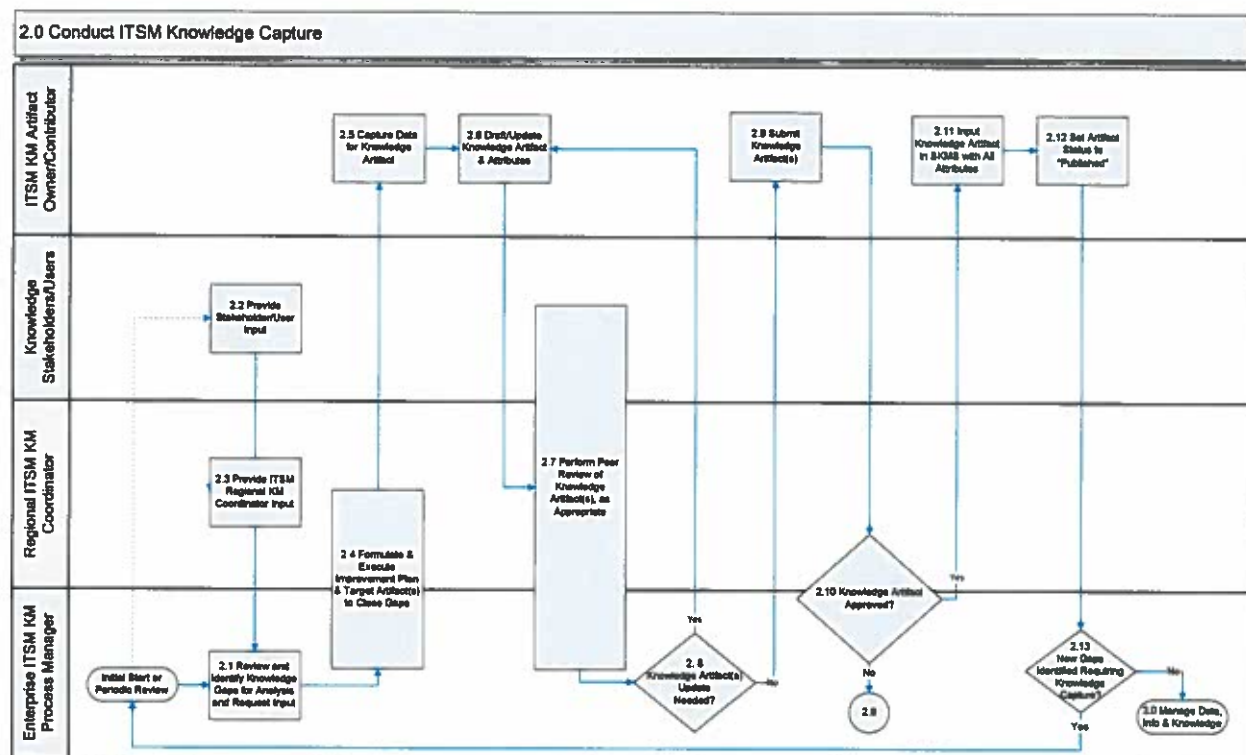 2.0 Conduct ITSM Knowledge Capture
ITSM KM Artifact
Owner/Contributor
2.5 Capture Data
for Knowledge
Artifact
2.6 Draft/Update
Knowledge Artifact
& Attributes
2.9 Submit
Knowledge
Artifact(s)
2.11 Input
Knowledge Artifact
in SKMS with All
Attributes
2.12 Set Artifact
Status to
"Published"
Knowledge
Stakeholders/Users
2.2 Provide
Stakeholder/User
Input
Regional ITSM KM
Coordinator
2.3 Provide ITSM
Regional KM
Coordinator Input
2.4 Formulate &
Execute
Improvement Plan
& Target Artifact(s)
to Close Gaps
2.7 Perform Peer
Review of
Knowledge
Artifact(s), as
Appropriate
2.10 Knowledge Artifact
Approved?
Yes
No
Enterprise ITSM KM
Process Manager
Initial Start or
Periodic Review
2.1 Review and
Identify Knowledge
Gaps for Analysis
and Request Input
Yes
2.8
Knowledge Artifact(s)
Update
Needed?
No
2.13
New Gaps
Identified Requiring
Knowledge
Capture?
No
Yes
3.0 Manage Data,
Info & Knowledge